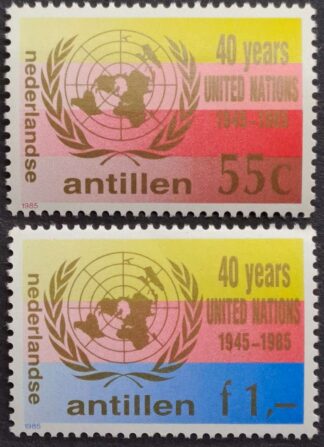 nederlandse
40 years
UNITED NATIONS
1945-1985
antillen 55c
1985
nederlandse
40 years
UNITED NATIONS
1945-1985
antillen f 1,-
1985